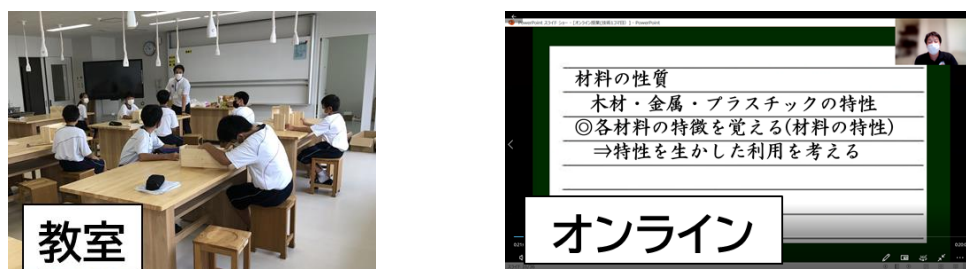 教室
材料の性質
木材・金属・プラスチックの特性
◎各材料の特徴を覚える(材料の特性)
⇒特性を生かした利用を考える
オンライン